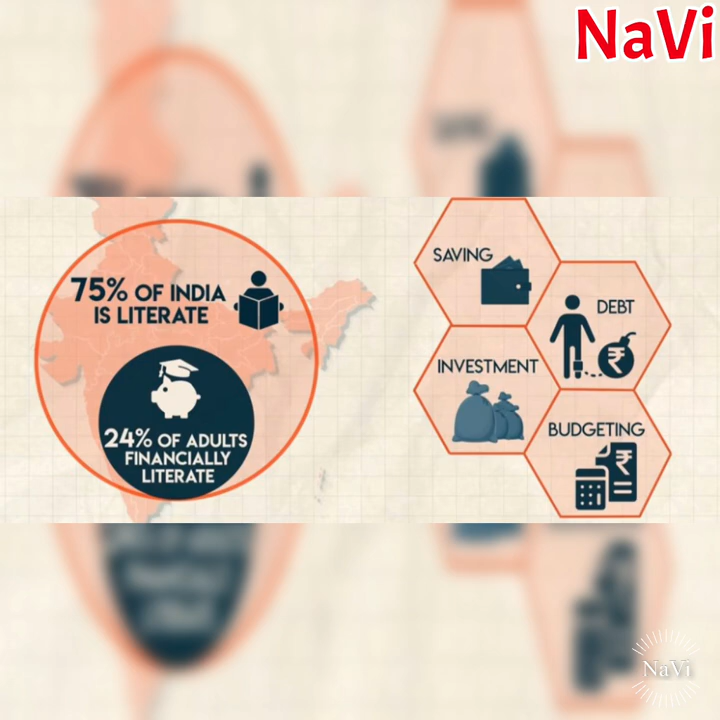 NaVi
75% OF INDIA
IS LITERATE
24% OF ADULTS
FINANCIALLY
LITERATE
SAVING
DEBT
₹
INVESTMENT
BUDGETING
₹
NaVi